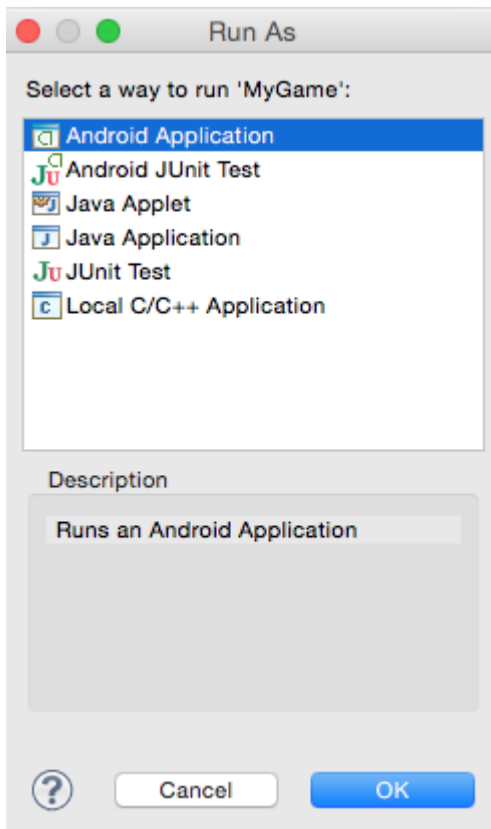 Run As
Select a way to run 'MyGame':
Android Application
Android JUnit Test
Java Applet
Java Application
JUnit Test
Local C/C++ Application
Description
Runs an Android Application
? Cancel OK